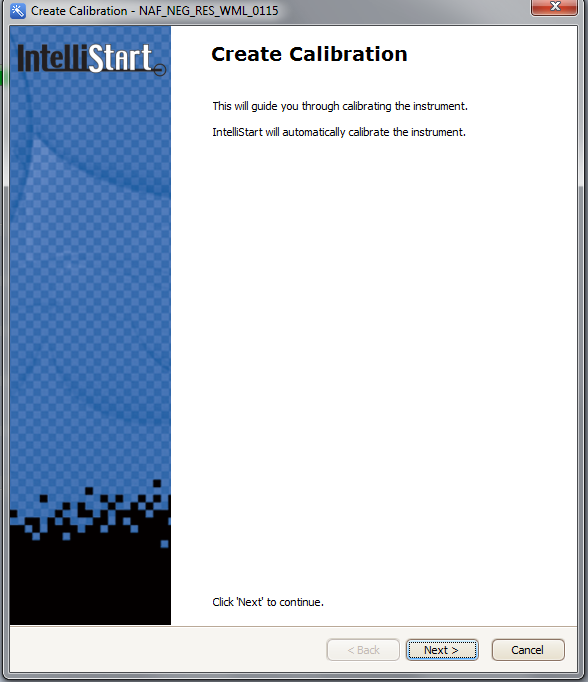 Create Calibration - NAF_NEG_RES_WML_0115
IntelliStart
Create Calibration
This will guide you through calibrating the instrument.
IntelliStart will automatically calibrate the instrument.
Click 'Next' to continue.
< Back Next > Cancel